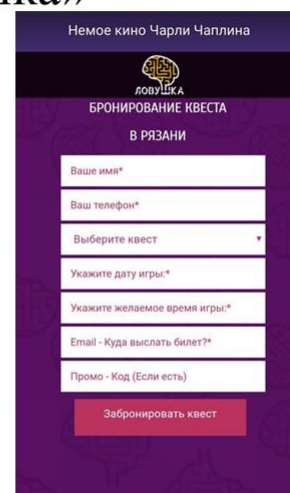 Немое кино Чарли Чаплина
ЛОВУШКА
БРОНИРОВАНИЕ КВЕСТА
В РЯЗАНИ
Ваше имя*
Ваш телефон*
Выберите квест
Укажите дату игры:*
Укажите желаемое время игры:*
Email - Куда выслать билет?*
Промо - Код (Если есть)
Забронировать квест